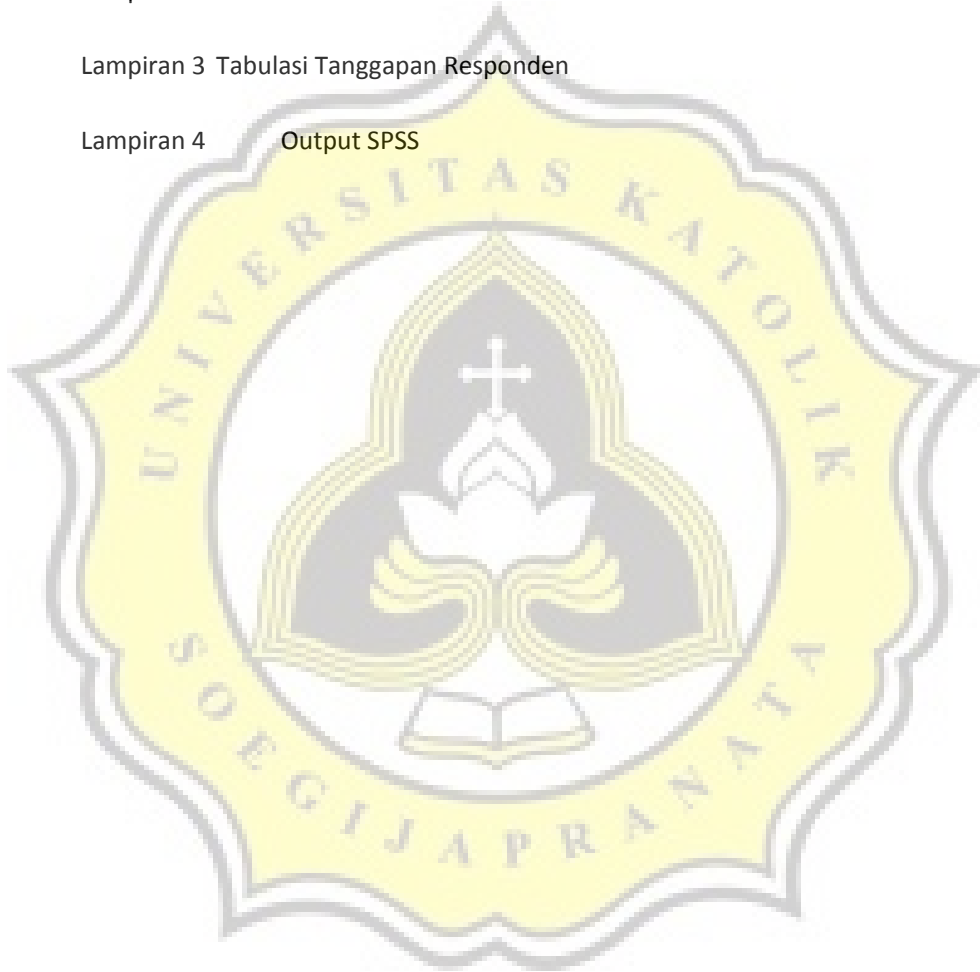 Lampiran 3 Tabulasi Tanggapan Responden
Lampiran 4 Output SPSS
UNIVERSITAS KATOLIK
SOEGIJAPRANATA